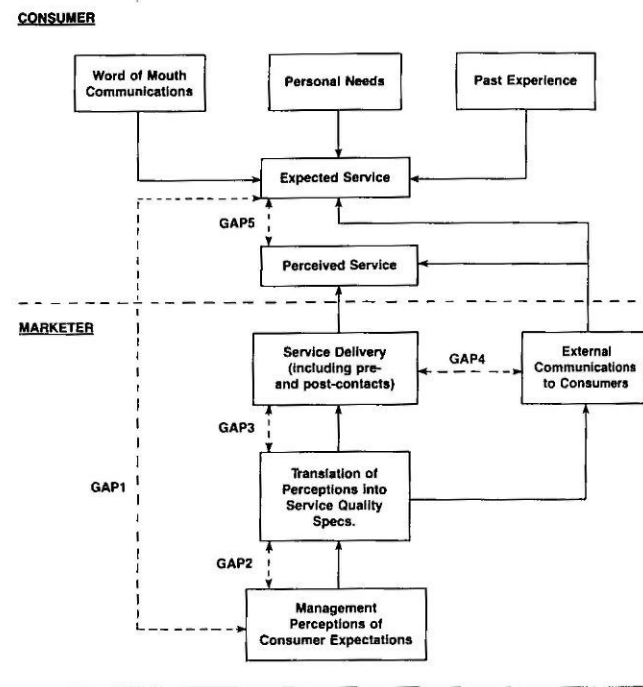 CONSUMER
Word of Mouth
Communications
Personal Needs
Past Experience
Expected Service
GAP5
Perceived Service
MARKETER
Service Delivery
(including pre-
and post-contacts)
GAP4
External
Communications
to Consumers
GAP3
Translation of
Perceptions into
Service Quality
Specs.
GAP1
GAP2
Management
Perceptions of
Consumer Expectations